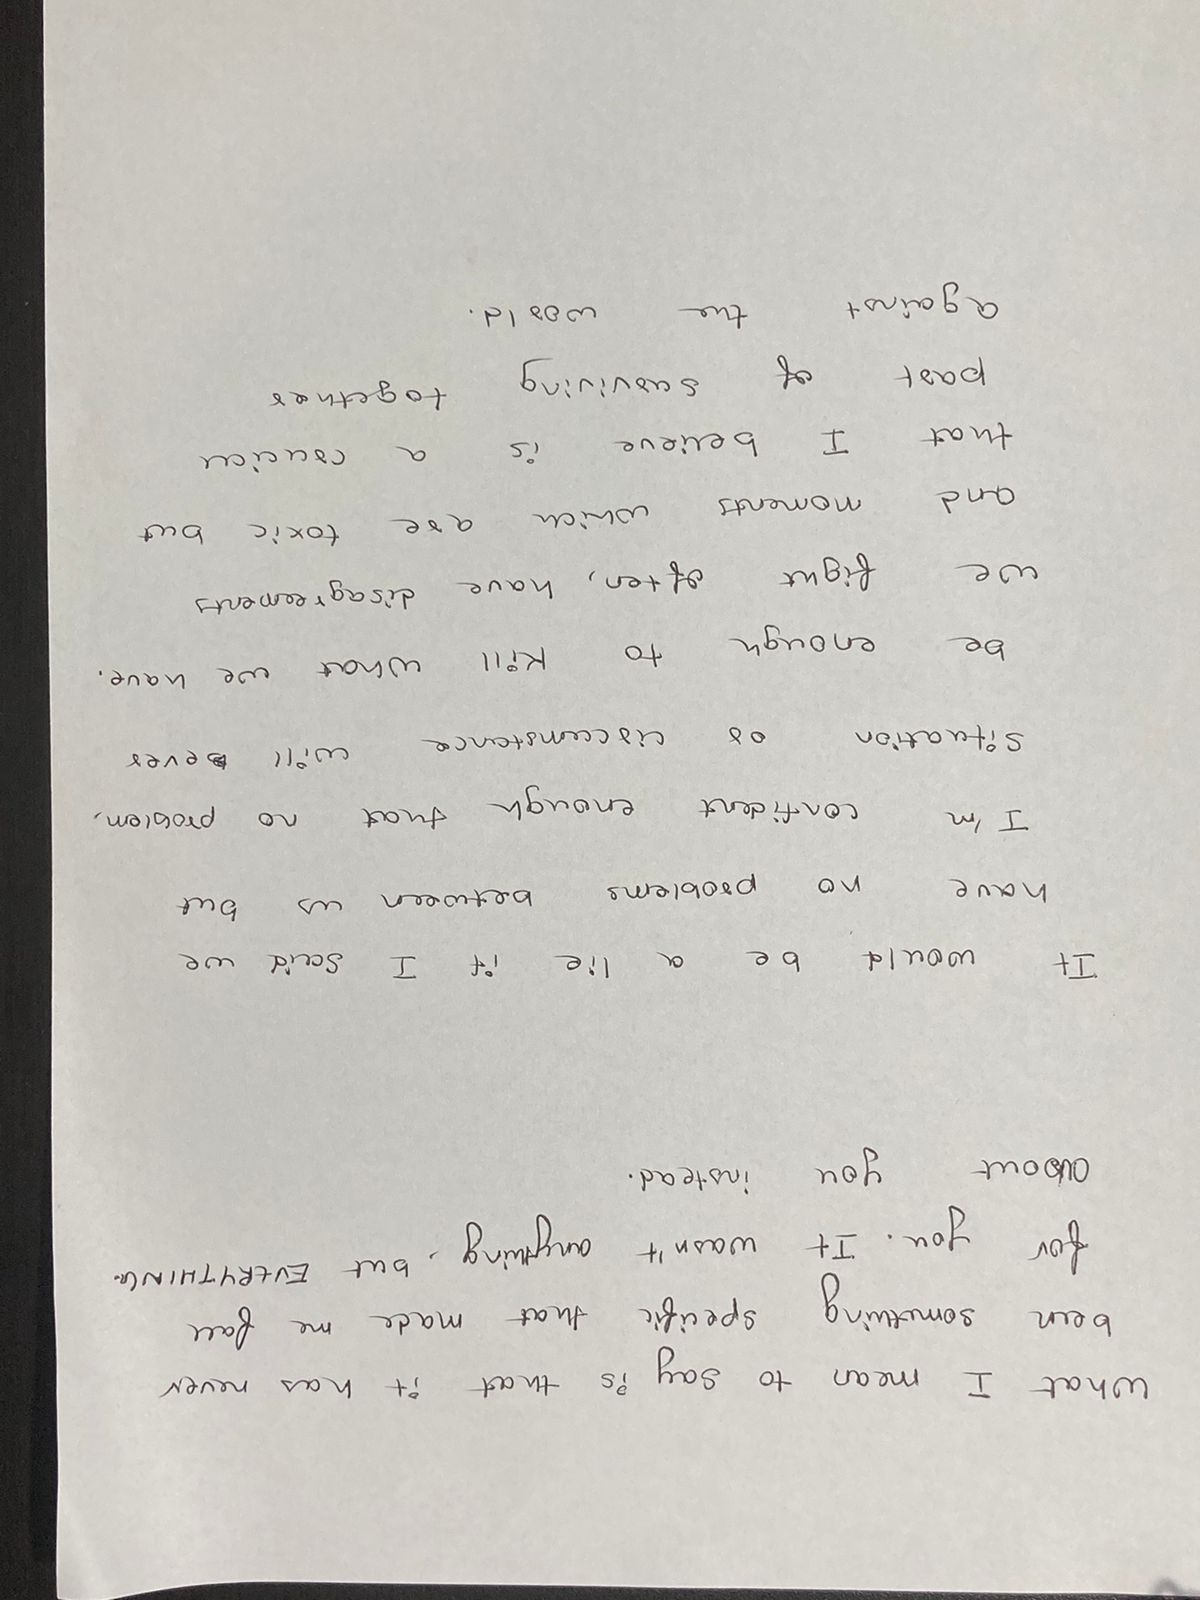 What I mean to say is that it has never
been something specific that made me fall
for you. It wasn't anything, but EVERYTHING
about you instead.
It would be a lie if I said we
have no problems between us but
I'm confident enough that no problem,
situation or circumstance will ever
be enough to kill what we have.
we fight often, have disagreements
and moments which are toxic but
that I believe is a crucial
part of surviving together
against the world.